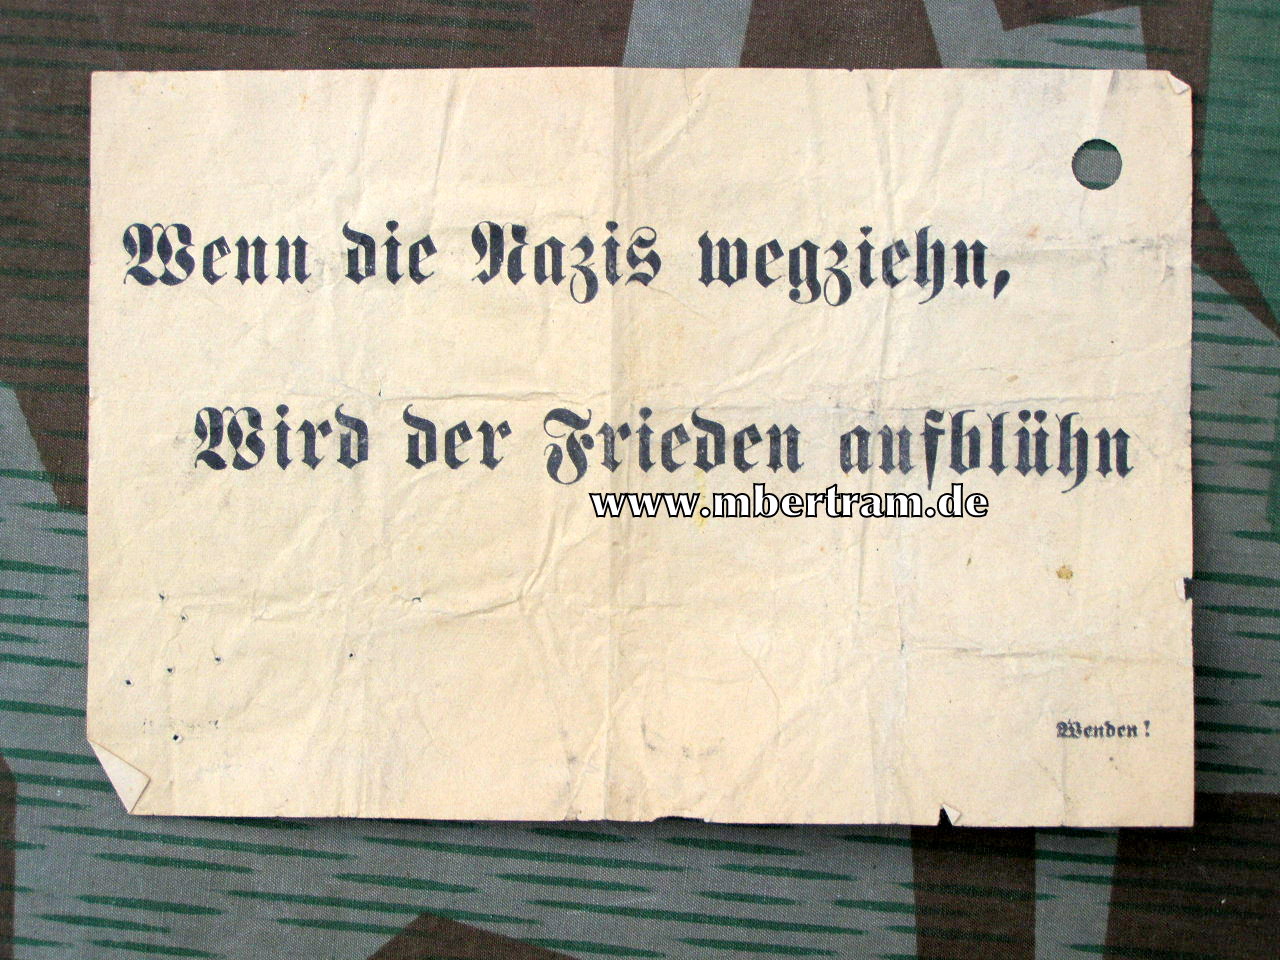 Wenn die Nazis wegziehn,
Wird der Frieden aufblühn
www.mbertram.de
Wenden!